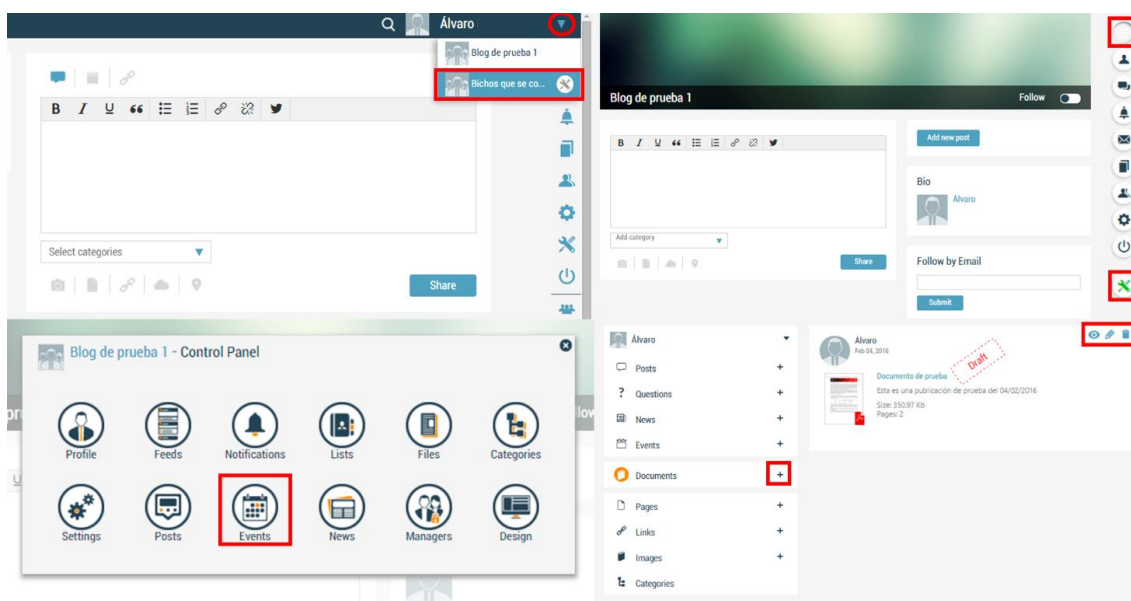 Álvaro
Blog de prueba 1
Bichos que se co...
B I U
Select categories
Share
Blog de prueba 1
Follow
B I U
Add category
Share
Add new post
Bio
Alvaro
Follow by Email
Submit
Blog de prueba 1 - Control Panel
Profile
Feeds
Notifications
Lists
Files
Categories
Settings
Posts
Events
News
Managers
Design
Álvaro
Posts +
? Questions +
News +
Events +
Documents +
Pages +
Links +
Images +
Categories
Álvaro
Feb 04, 2016
Draft
Documento de prueba
Esta es una publicación de prueba del 04/02/2016
Size: 350,97 Kb
Pages: 2